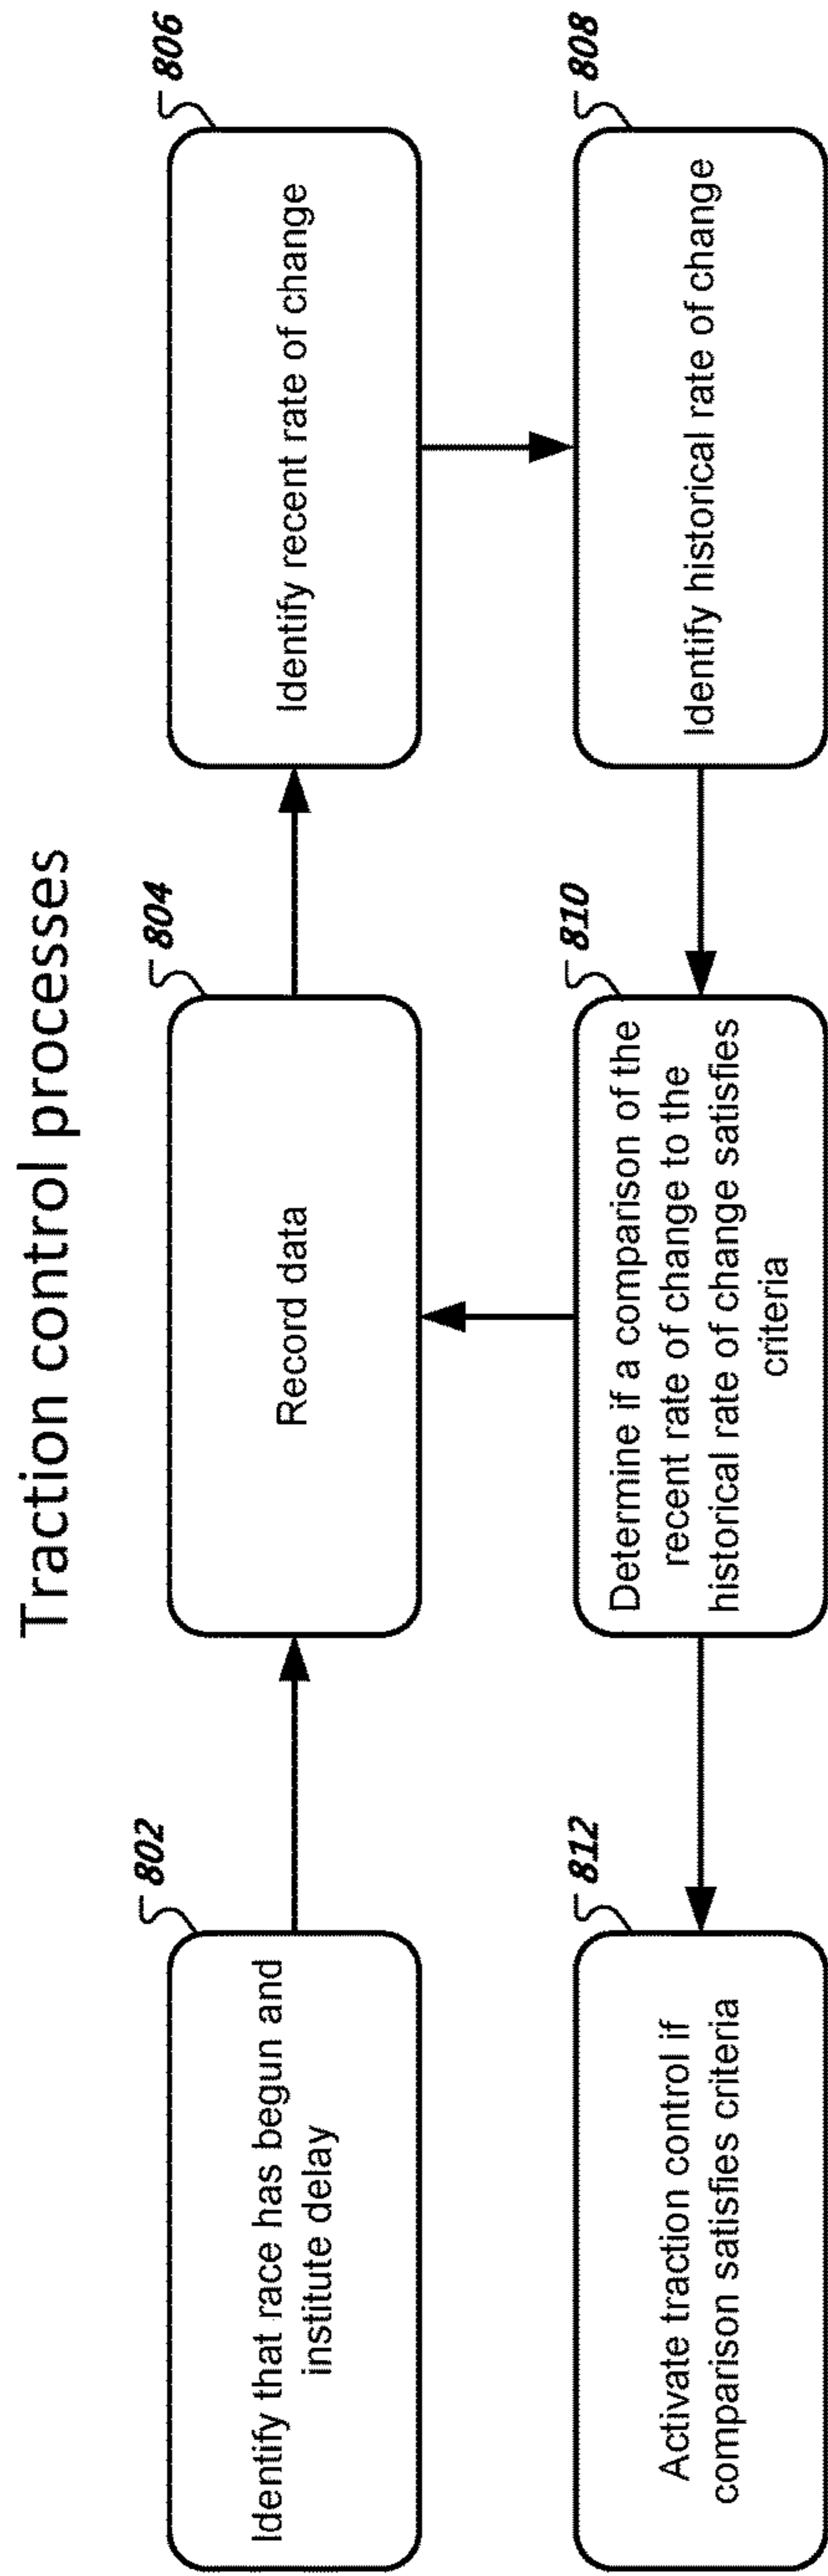 Traction control processes
802
Identify that race has begun and
institute delay
804
Record data
806
Identify recent rate of change
808
Identify historical rate of change
810
Determine if a comparison of the
recent rate of change to the
historical rate of change satisfies
criteria
812
Activate traction control if
comparison satisfies criteria